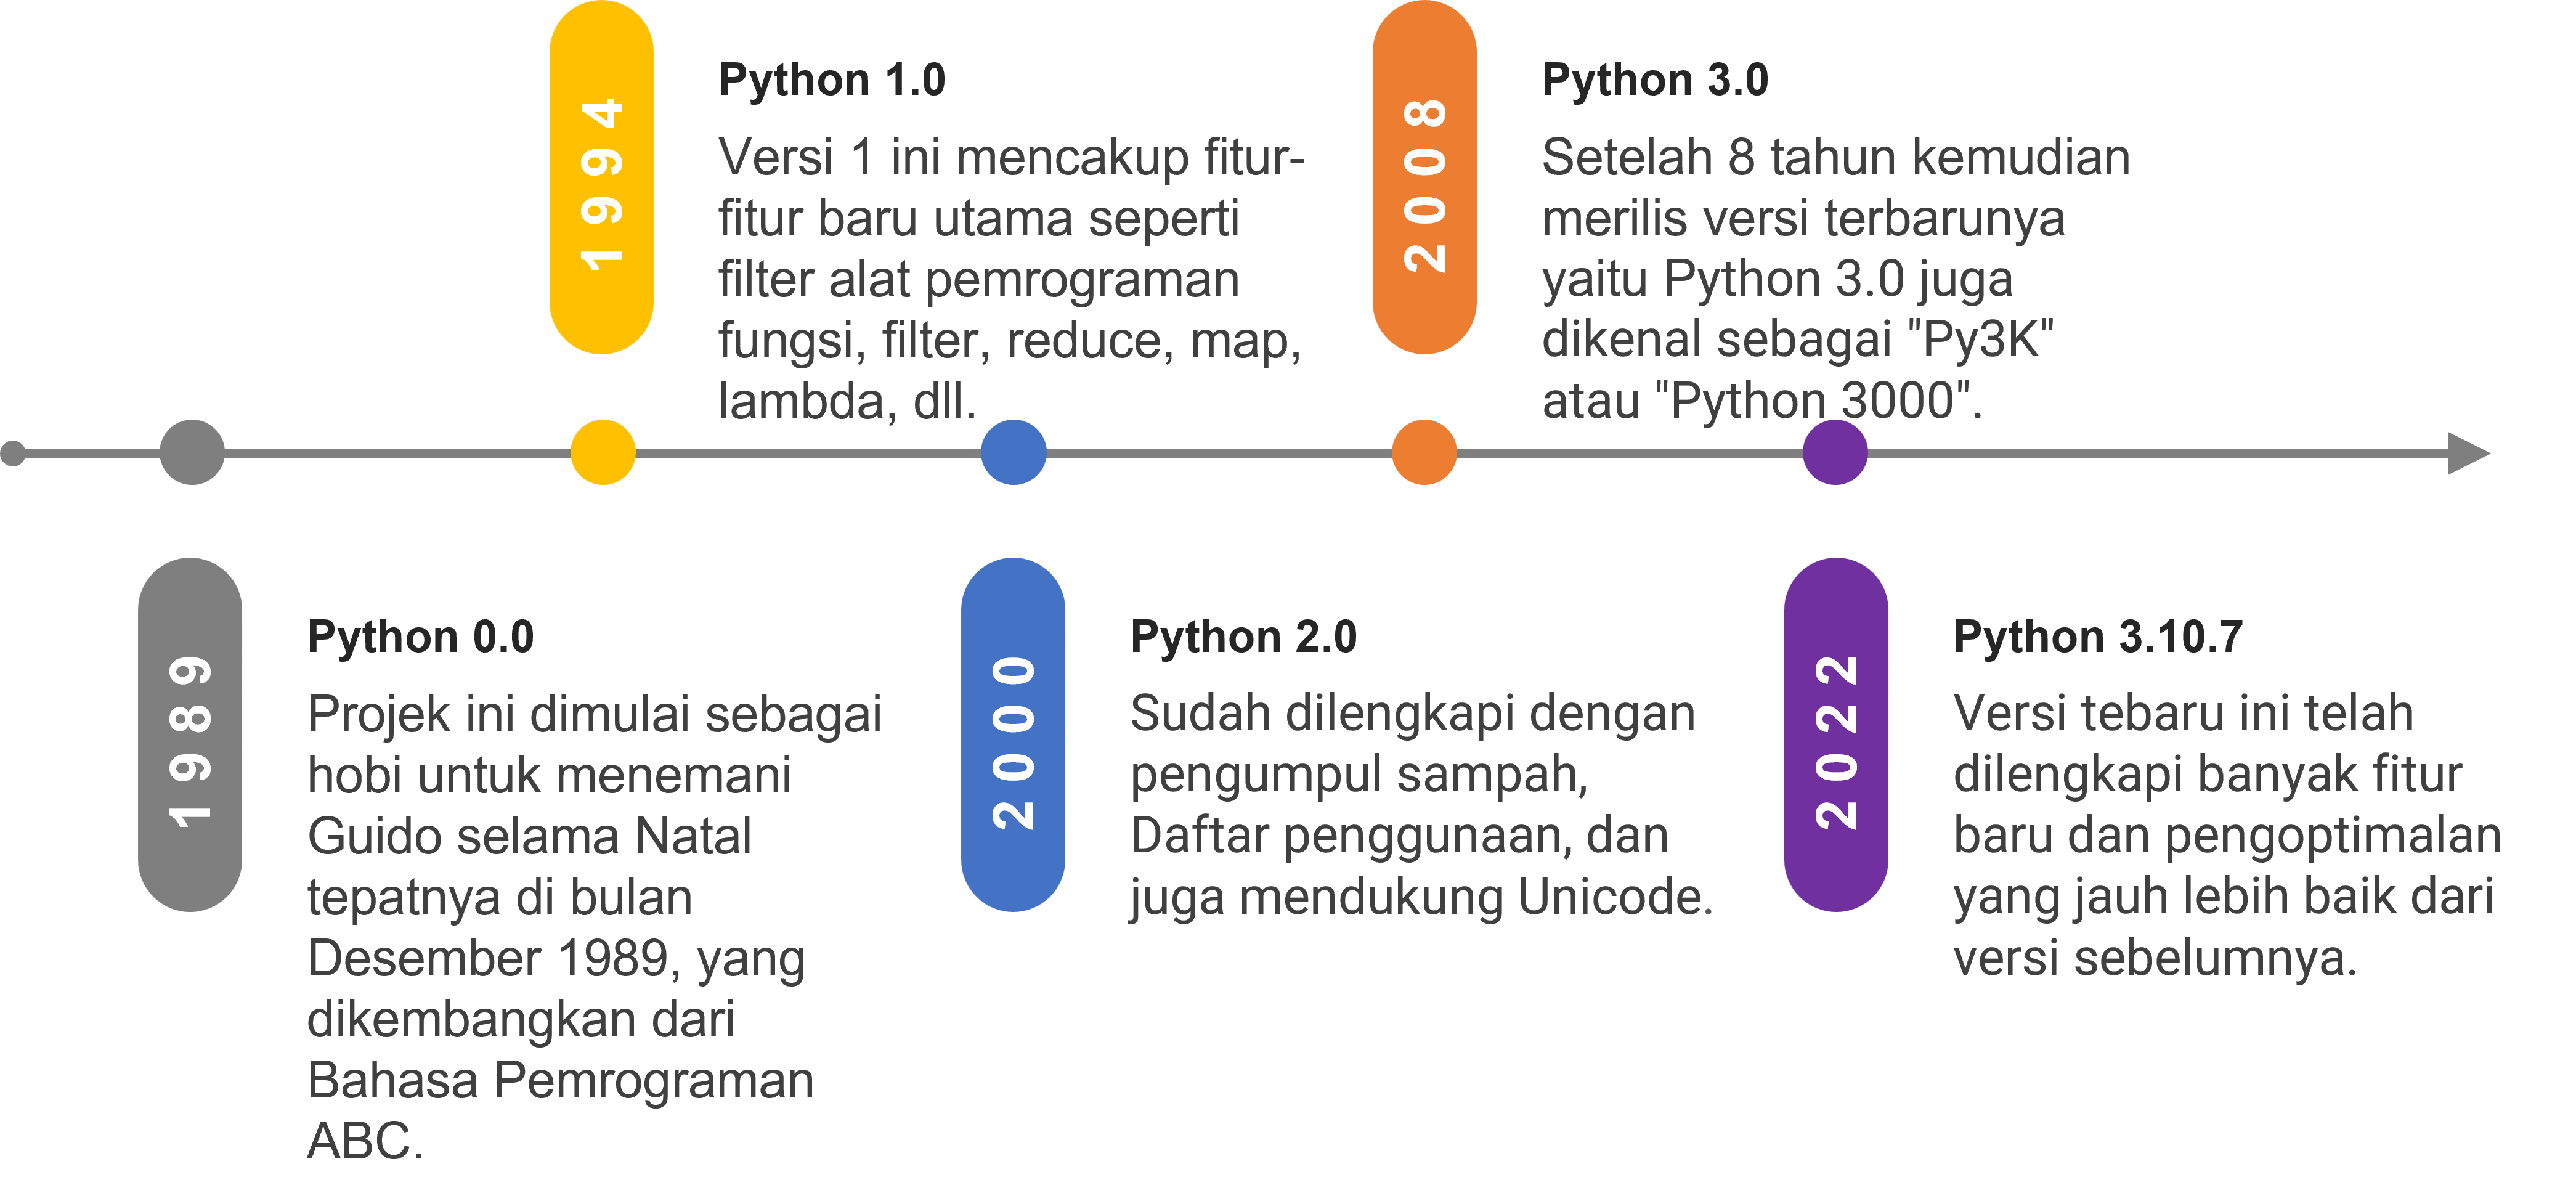 1994
Python 1.0
Versi 1 ini mencakup fitur-
fitur baru utama seperti
filter alat pemrograman
fungsi, filter, reduce, map,
lambda, dll.
2008
Python 3.0
Setelah 8 tahun kemudian
merilis versi terbarunya
yaitu Python 3.0 juga
dikenal sebagai "Py3K"
atau "Python 3000".
1989
Python 0.0
Projek ini dimulai sebagai
hobi untuk menemani
Guido selama Natal
tepatnya di bulan
Desember 1989, yang
dikembangkan dari
Bahasa Pemrograman
ABC.
2000
Python 2.0
Sudah dilengkapi dengan
pengumpul sampah,
Daftar penggunaan, dan
juga mendukung Unicode.
2022
Python 3.10.7
Versi tebaru ini telah
dilengkapi banyak fitur
baru dan pengoptimalan
yang jauh lebih baik dari
versi sebelumnya.